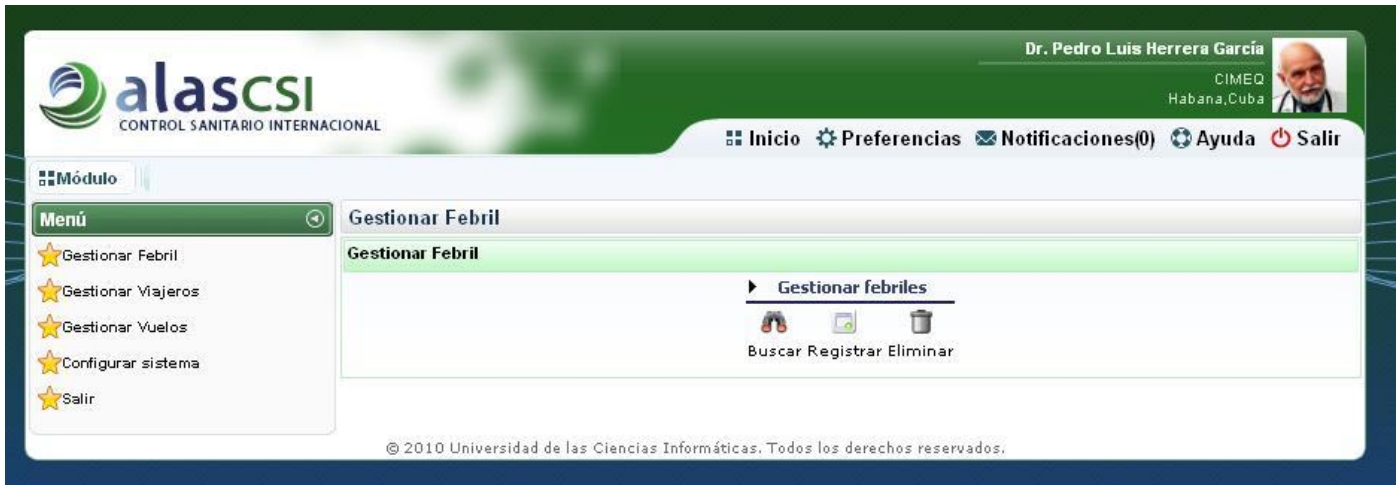 Dr. Pedro Luis Herrera García
CIMEQ
Habana,Cuba
alascsi
CONTROL SANITARIO INTERNACIONAL
Inicio Preferencias Notificaciones(0) Ayuda Salir
Módulo
Menú
Gestionar Febril
Gestionar Viajeros
Gestionar Vuelos
Configurar sistema
Salir
Gestionar Febril
Gestionar Febril
Gestionar febriles
Buscar Registrar Eliminar
© 2010 Universidad de las Ciencias Informáticas. Todos los derechos reservados.